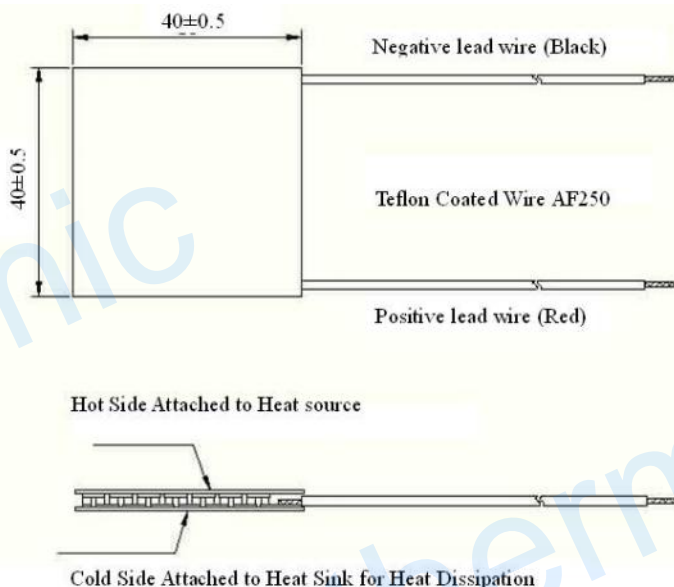 40±0.5
Negative lead wire (Black)
40±0.5
Teflon Coated Wire AF250
Positive lead wire (Red)
Hot Side Attached to Heat source
Cold Side Attached to Heat Sink for Heat Dissipation